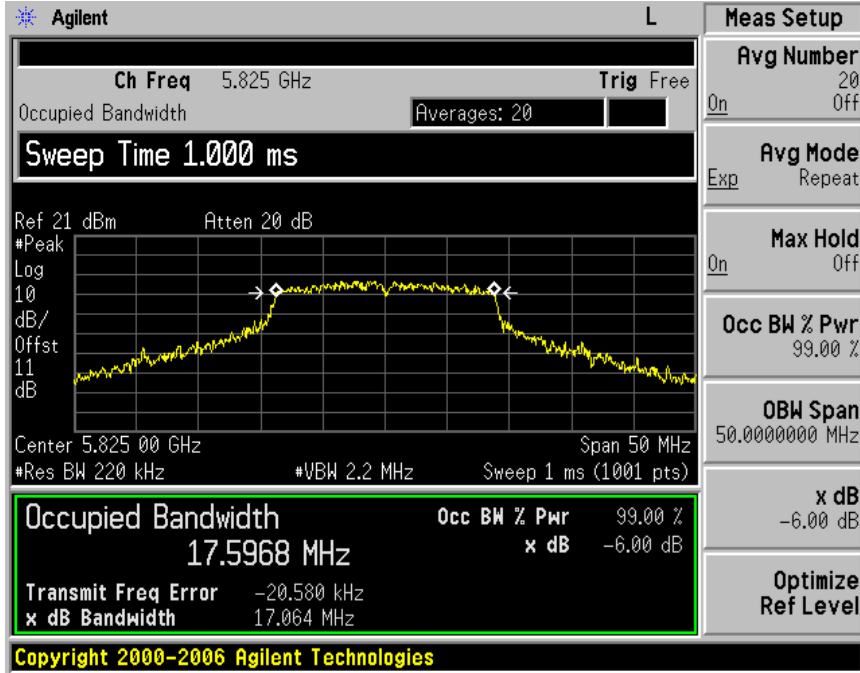 Agilent L
Ch Freq 5.825 GHz Trig Free
Occupied Bandwidth Averages: 20
Sweep Time 1.000 ms
Ref 21 dBm Atten 20 dB
#Peak
Log
10
dB/
Offst
11
dB
Center 5.825 00 GHz Span 50 MHz
#Res BW 220 kHz #VBW 2.2 MHz Sweep 1 ms (1001 pts)
Occupied Bandwidth Occ BW % Pwr 99.00 %
17.5968 MHz x dB -6.00 dB
Transmit Freq Error -20.580 kHz
x dB Bandwidth 17.064 MHz
Copyright 2000-2006 Agilent Technologies
Meas Setup
Avg Number
20
On Off
Avg Mode
Exp Repeat
Max Hold
On Off
Occ BW % Pwr
99.00 %
OBW Span
50.0000000 MHz
x dB
-6.00 dB
Optimize
Ref Level